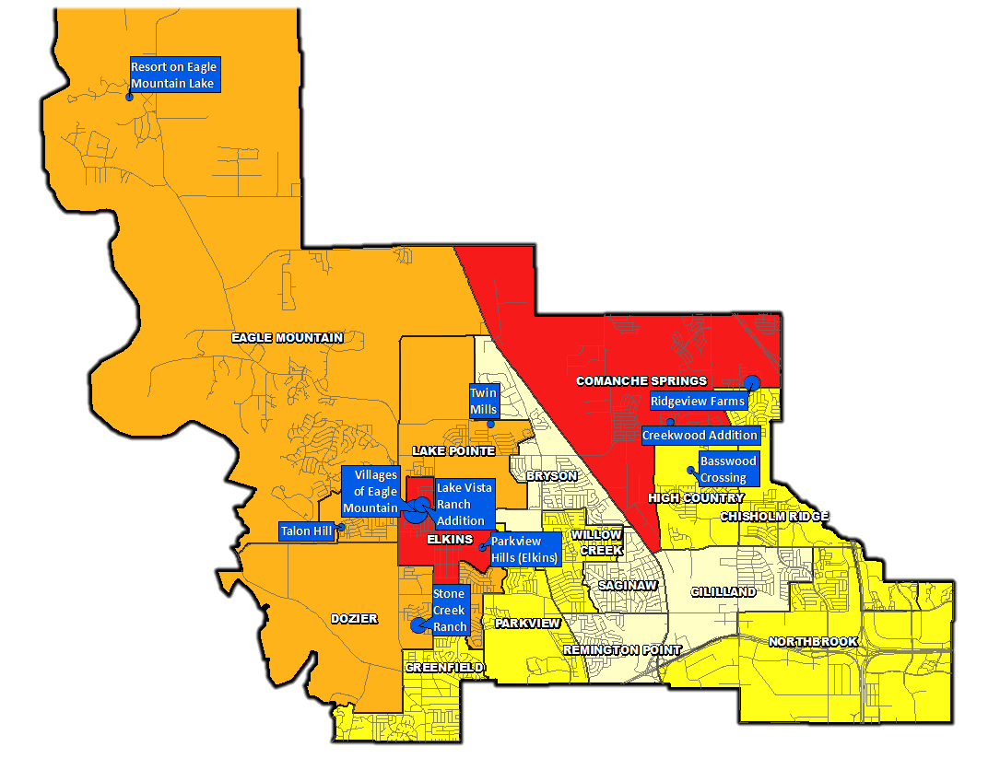 Resort on Eagle
Mountain Lake
EAGLE MOUNTAIN
COMANCHE SPRINGS
Ridgeview Farms
Twin
Mills
Creekwood Addition
LAKE POINTE
Basswood
Crossing
BRYSON
Villages
of Eagle
Mountain
Lake Vista
Ranch
Addition
HIGH COUNTRY
CHISHOLM RIDGE
Talon Hill
ELKINS
Parkview
Hills (Elkins)
WILLOW
CREEK
SAGINAW
GILILLAND
Stone
Creek
Ranch
DOZIER
PARKVIEW
NORTHBROOK
REMINGTON POINT
GREENFIELD